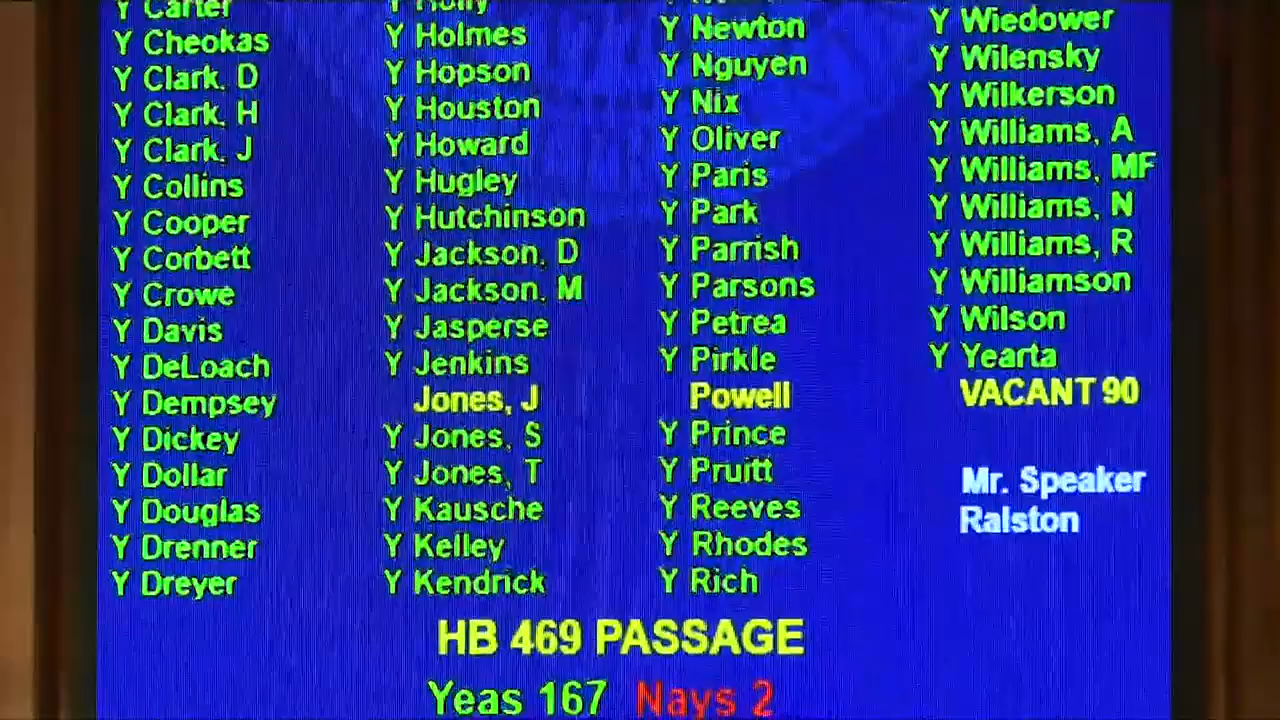 Y Carter
Y Cheokas
Y Clark, D
Y Clark, H
Y Clark, J
Y Collins
Y Cooper
Y Corbett
Y Crowe
Y Davis
Y DeLoach
Y Dempsey
Y Dickey
Y Dollar
Y Douglas
Y Drenner
Y Dreyer
Y Holly
Y Holmes
Y Hopson
Y Houston
Y Howard
Y Hugley
Y Hutchinson
Y Jackson, D
Y Jackson, M
Y Jasperse
Y Jenkins
Jones, J
Y Jones, S
Y Jones, T
Y Kausche
Y Kelley
Y Kendrick
Y Newton
Y Nguyen
Y Nix
Y Oliver
Y Paris
Y Park
Y Parrish
Y Parsons
Y Petrea
Y Pirkle
Powell
Y Prince
Y Pruitt
Y Reeves
Y Rhodes
Y Rich
Y Wiedower
Y Wilensky
Y Wilkerson
Y Williams, A
Y Williams, MF
Y Williams, N
Y Williams, R
Y Williamson
Y Wilson
Y Yearta
VACANT 90
Mr. Speaker
Ralston
HB 469 PASSAGE
Yeas 167 Nays 2